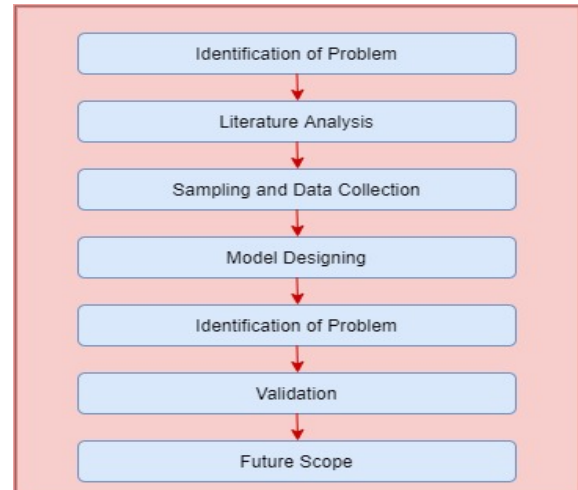 Identification of Problem
Literature Analysis
Sampling and Data Collection
Model Designing
Identification of Problem
Validation
Future Scope